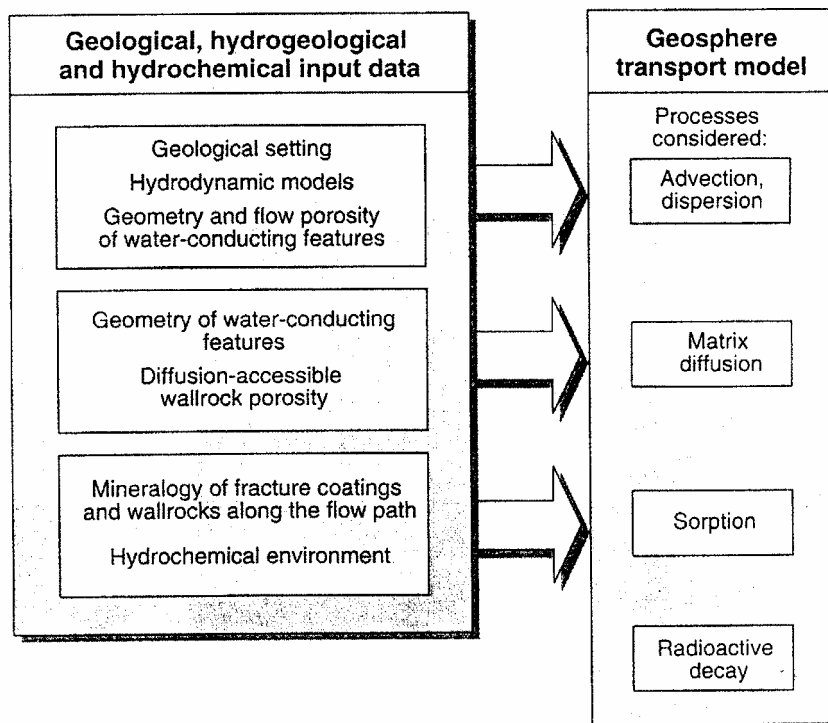 Geological, hydrogeological
and hydrochemical input data
Geological setting
Hydrodynamic models
Geometry and flow porosity
of water-conducting features
Geometry of water-conducting
features
Diffusion-accessible
wallrock porosity
Mineralogy of fracture coatings
and wallrocks along the flow path
Hydrochemical environment
Geosphere
transport model
Processes
considered:
Advection,
dispersion
Matrix
diffusion
Sorption
Radioactive
decay